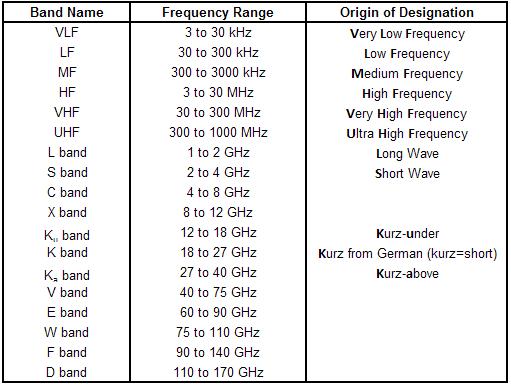 Band Name Frequency Range Origin of Designation
VLF 3 to 30 kHz Very Low Frequency
LF 30 to 300 kHz Low Frequency
MF 300 to 3000 kHz Medium Frequency
HF 3 to 30 MHz High Frequency
VHF 30 to 300 MHz Very High Frequency
UHF 300 to 1000 MHz Ultra High Frequency
L band 1 to 2 GHz Long Wave
S band 2 to 4 GHz Short Wave
C band 4 to 8 GHz
X band 8 to 12 GHz
Ku band 12 to 18 GHz Kurz-under
K band 18 to 27 GHz Kurz from German (kurz=short)
Ka band 27 to 40 GHz Kurz-above
V band 40 to 75 GHz
E band 60 to 90 GHz
W band 75 to 110 GHz
F band 90 to 140 GHz
D band 110 to 170 GHz